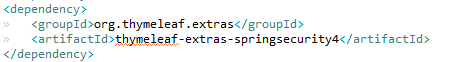 <dependency>
» <groupId>org.thymeleaf.extras</groupId>
» <artifactId>thymeleaf-extras-springsecurity4</artifactId>
</dependency>